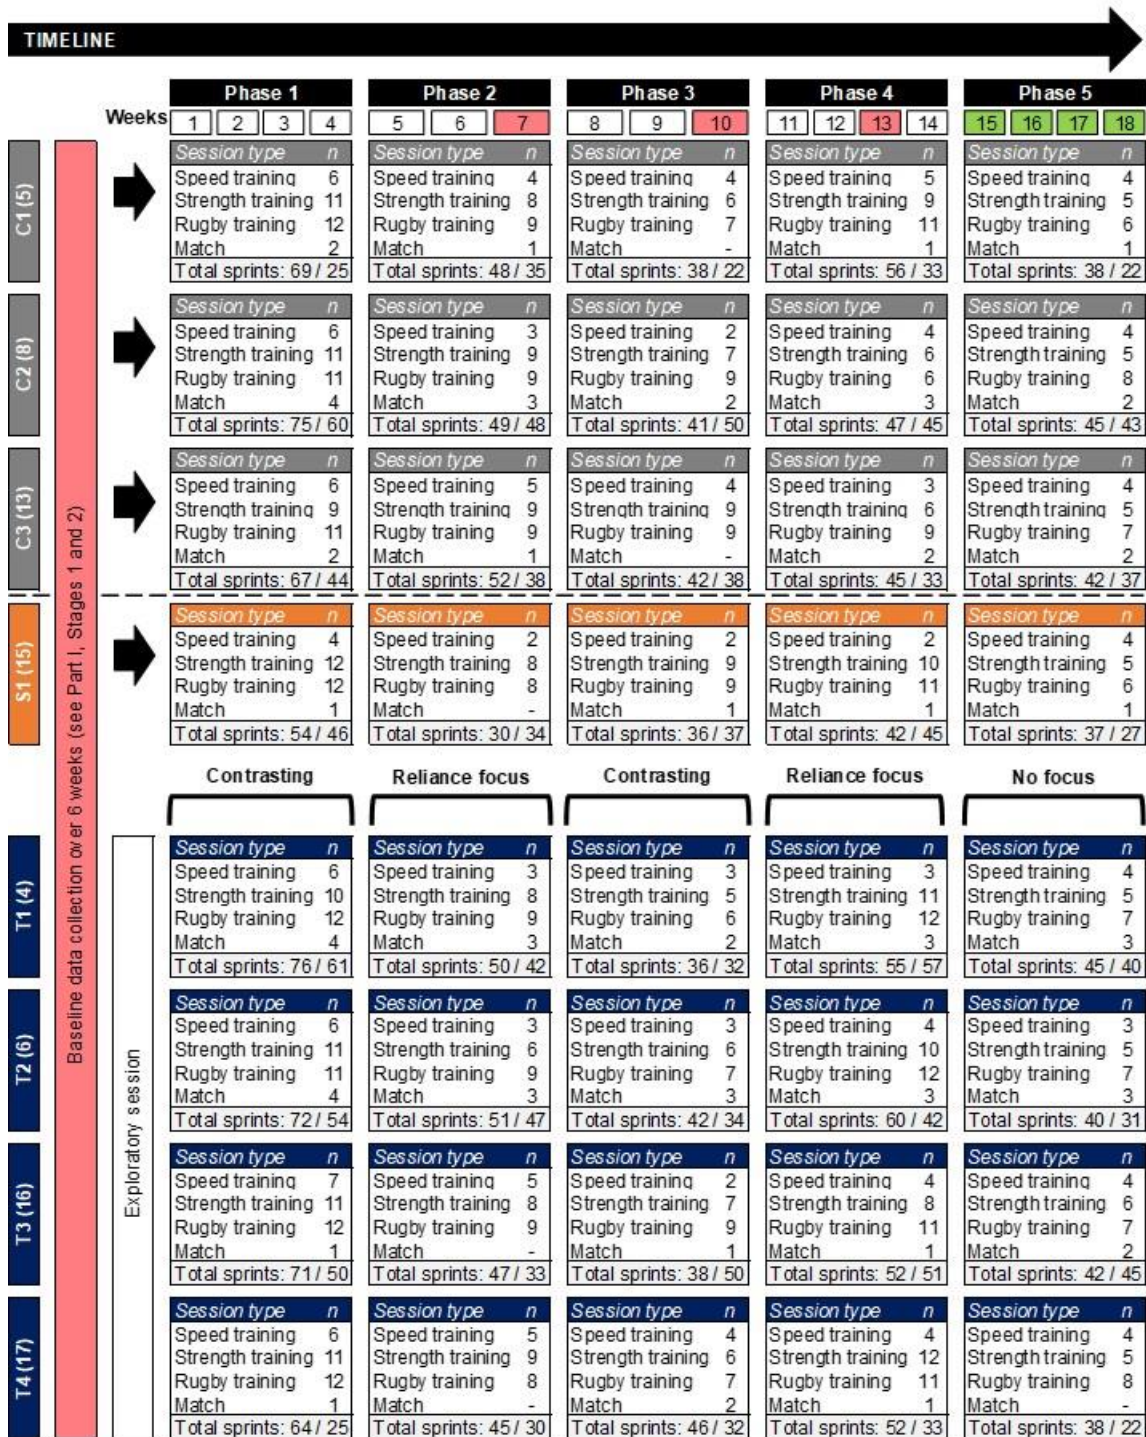 TIMELINE
Phase 1 Phase 2 Phase 3 Phase 4 Phase 5
Weeks 1 2 3 4 5 6 7 8 9 10 11 12 13 14 15 16 17 18
Baseline data collection over 6 weeks (see Part I, Stages 1 and 2)
C1 (5)
Session type n Session type n Session type n Session type n Session type n
Speed training 6 Speed training 4 Speed training 4 Speed training 5 Speed training 4
Strength training 11 Strength training 8 Strength training 6 Strength training 9 Strength training 5
Rugby training 12 Rugby training 9 Rugby training 7 Rugby training 11 Rugby training 6
Match 2 Match 1 Match - Match 1 Match 1
Total sprints: 69 / 25 Total sprints: 48 / 35 Total sprints: 38 / 22 Total sprints: 56 / 33 Total sprints: 38 / 22
C2 (8)
Session type n Session type n Session type n Session type n Session type n
Speed training 6 Speed training 3 Speed training 2 Speed training 4 Speed training 4
Strength training 11 Strength training 9 Strength training 7 Strength training 6 Strength training 5
Rugby training 11 Rugby training 9 Rugby training 9 Rugby training 6 Rugby training 8
Match 4 Match 3 Match 2 Match 3 Match 2
Total sprints: 75 / 60 Total sprints: 49 / 48 Total sprints: 41 / 50 Total sprints: 47 / 45 Total sprints: 45 / 43
C3 (13)
Session type n Session type n Session type n Session type n Session type n
Speed training 6 Speed training 5 Speed training 4 Speed training 3 Speed training 4
Strength training 9 Strength training 9 Strength training 9 Strength training 6 Strength training 5
Rugby training 11 Rugby training 9 Rugby training 9 Rugby training 9 Rugby training 7
Match 2 Match 1 Match - Match 2 Match 2
Total sprints: 67 / 44 Total sprints: 52 / 38 Total sprints: 42 / 38 Total sprints: 45 / 33 Total sprints: 42 / 37
S1 (15)
Session type n Session type n Session type n Session type n Session type n
Speed training 4 Speed training 2 Speed training 2 Speed training 2 Speed training 4
Strength training 12 Strength training 8 Strength training 9 Strength training 10 Strength training 5
Rugby training 12 Rugby training 8 Rugby training 9 Rugby training 11 Rugby training 6
Match 1 Match - Match 1 Match 1 Match 1
Total sprints: 54 / 46 Total sprints: 30 / 34 Total sprints: 36 / 37 Total sprints: 42 / 45 Total sprints: 37 / 27
Contrasting Reliance focus Contrasting Reliance focus No focus
Exploratory session
T1 (4)
Session type n Session type n Session type n Session type n Session type n
Speed training 6 Speed training 3 Speed training 3 Speed training 3 Speed training 4
Strength training 10 Strength training 8 Strength training 5 Strength training 11 Strength training 5
Rugby training 12 Rugby training 9 Rugby training 6 Rugby training 12 Rugby training 7
Match 4 Match 3 Match 2 Match 3 Match 3
Total sprints: 76 / 61 Total sprints: 50 / 42 Total sprints: 36 / 32 Total sprints: 55 / 57 Total sprints: 45 / 40
T2 (6)
Session type n Session type n Session type n Session type n Session type n
Speed training 6 Speed training 3 Speed training 3 Speed training 4 Speed training 3
Strength training 11 Strength training 6 Strength training 6 Strength training 10 Strength training 5
Rugby training 11 Rugby training 9 Rugby training 7 Rugby training 12 Rugby training 7
Match 4 Match 3 Match 3 Match 3 Match 3
Total sprints: 72 / 54 Total sprints: 51 / 47 Total sprints: 42 / 34 Total sprints: 60 / 42 Total sprints: 40 / 31
T3 (16)
Session type n Session type n Session type n Session type n Session type n
Speed training 7 Speed training 5 Speed training 2 Speed training 4 Speed training 4
Strength training 11 Strength training 8 Strength training 7 Strength training 8 Strength training 6
Rugby training 12 Rugby training 9 Rugby training 9 Rugby training 11 Rugby training 7
Match 1 Match - Match 1 Match 1 Match 2
Total sprints: 71 / 50 Total sprints: 47 / 33 Total sprints: 38 / 50 Total sprints: 52 / 51 Total sprints: 42 / 45
T4 (17)
Session type n Session type n Session type n Session type n Session type n
Speed training 6 Speed training 5 Speed training 4 Speed training 4 Speed training 4
Strength training 11 Strength training 9 Strength training 6 Strength training 12 Strength training 5
Rugby training 12 Rugby training 8 Rugby training 7 Rugby training 11 Rugby training 8
Match 1 Match - Match 2 Match 1 Match -
Total sprints: 64 / 25 Total sprints: 45 / 30 Total sprints: 46 / 32 Total sprints: 52 / 33 Total sprints: 38 / 22